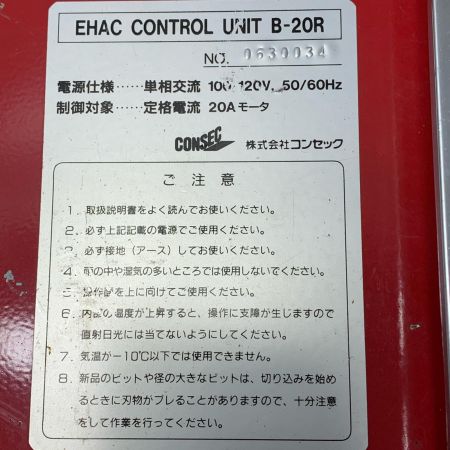 EHAC CONTROL UNIT B-20R
NO. 0630034
電源仕様……単相交流 100 120V, 50/60Hz
制御対象……定格電流 20A モータ
CONSEC 株式会社コンセック
ご注意
1. 取扱説明書をよく読んでお使いください。
2. 必ず上記記載の電源でご使用ください。
3. 必ず接地（アース）してお使いください。
4. 雨の中や湿気の多いところでは使用しないでください。
5. 操作部を上に向けてご使用ください。
6. 内部の温度が上昇すると、操作に支障が生じますので
直射日光には当てないようにしてください。
7. 気温が－10℃以下では使用できません。
8. 新品のビットや径の大きなビットは、切り込みを始め
るときに刃物がブレることがありますので、十分注意
して作業を行ってください。